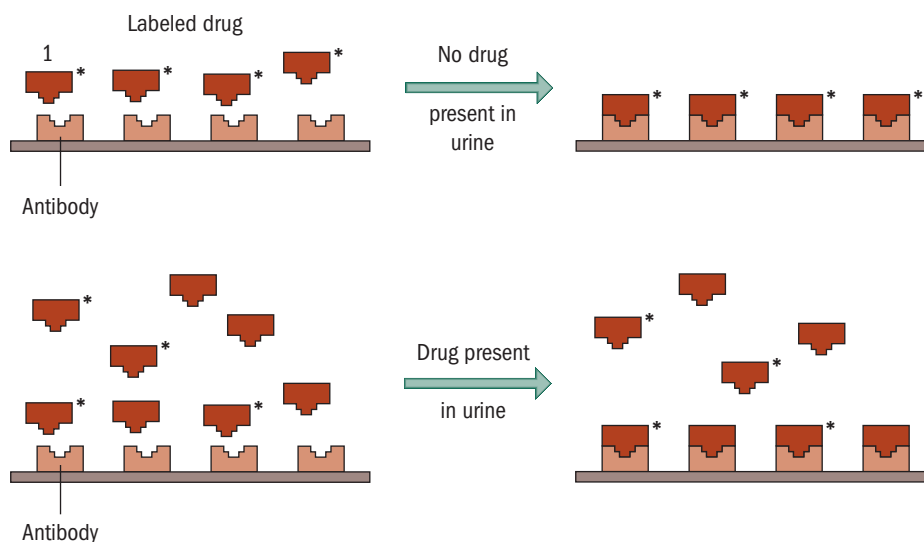 Labeled drug
1
*
*
*
*
No drug
present in
urine
*
*
*
*
Antibody
*
*
*
*
Drug present
in urine
*
*
*
*
Antibody